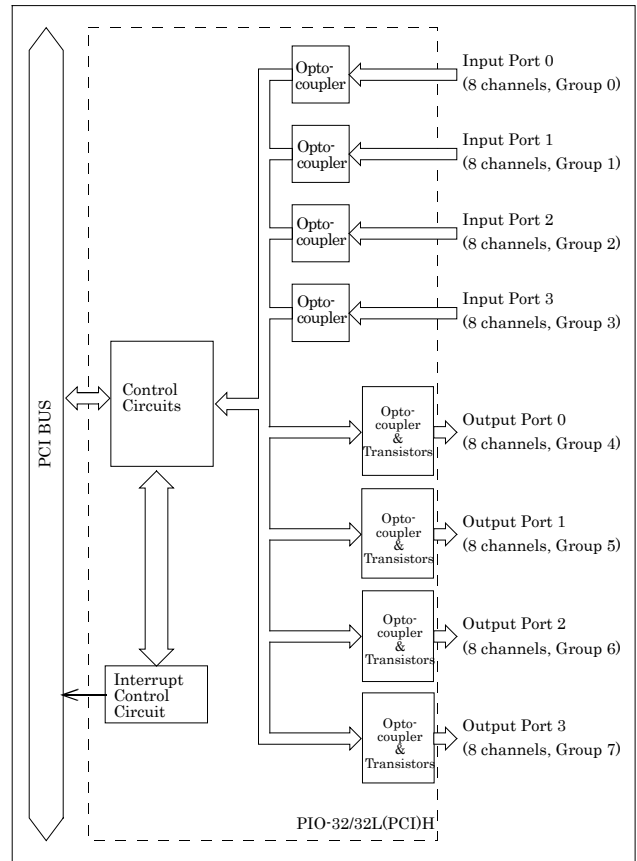 Opto-
coupler
Input Port 0
(8 channels, Group 0)
Opto-
coupler
Input Port 1
(8 channels, Group 1)
Opto-
coupler
Input Port 2
(8 channels, Group 2)
Opto-
coupler
Input Port 3
(8 channels, Group 3)
PCI BUS
Control
Circuits
Opto-
coupler
&
Transistors
Output Port 0
(8 channels, Group 4)
Opto-
coupler
&
Transistors
Output Port 1
(8 channels, Group 5)
Opto-
coupler
&
Transistors
Output Port 2
(8 channels, Group 6)
Interrupt
Control
Circuit
Opto-
coupler
&
Transistors
Output Port 3
(8 channels, Group 7)
PIO-32/32L(PCI)H